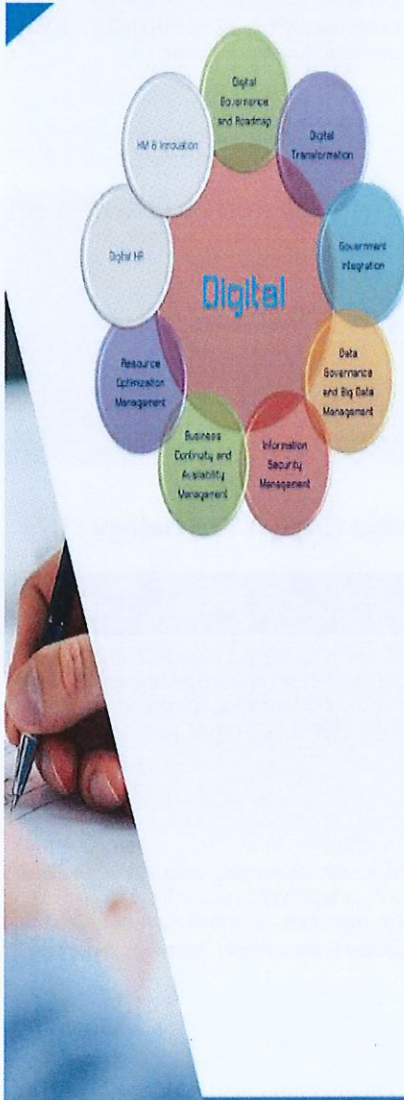 Digital
Governance
and Roadmap
Digital
Transformation
Government
Integration
Data
Governance
and Big Data
Management
Information
Security
Management
Business
Continuity and
Availability
Management
Resource
Optimization
Management
Digital HR
KM & Innovation
Digital